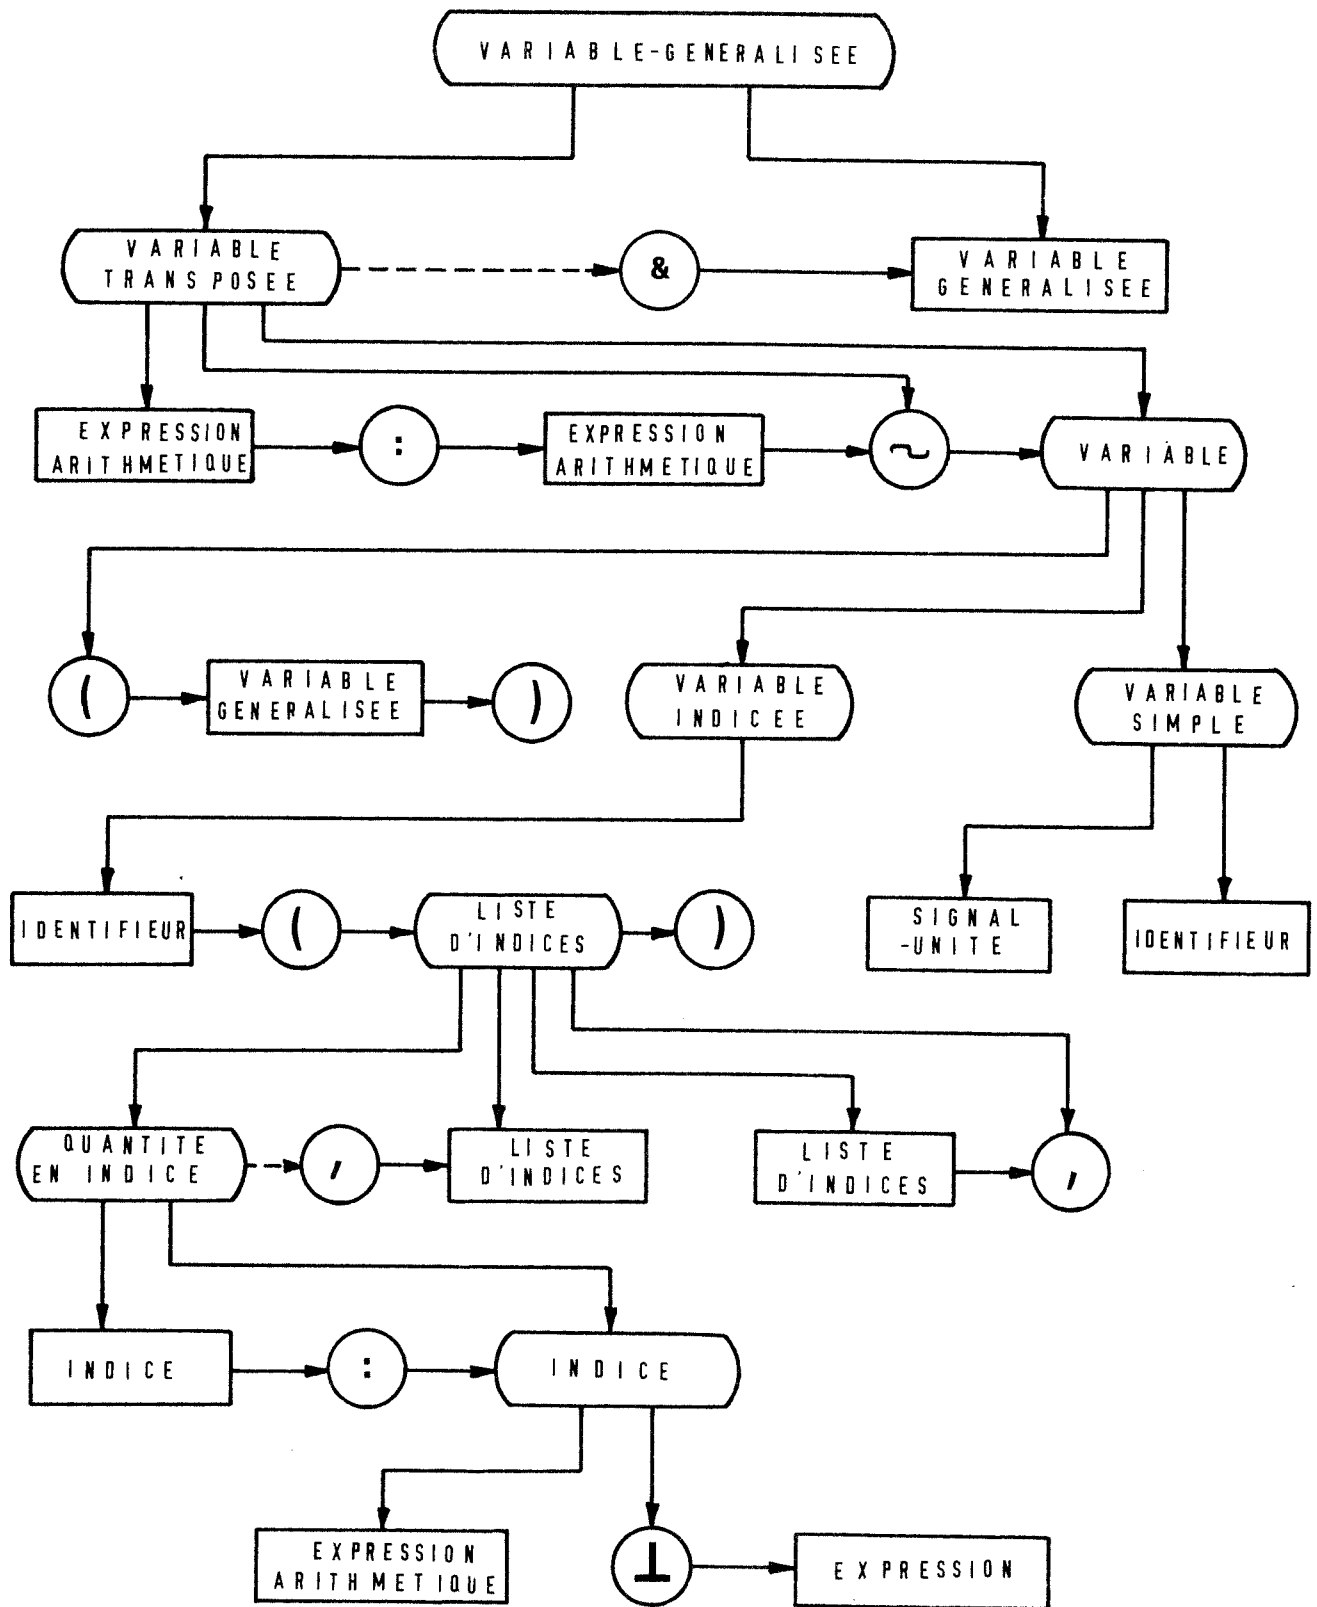 VARIABLE-GENERALISEE
VARIABLE
TRANSPOSEE
&
VARIABLE
GENERALISEE
EXPRESSION
ARITHMETIQUE
:
EXPRESSION
ARITHMETIQUE
~
VARIABLE
(
VARIABLE
GENERALISEE
)
VARIABLE
INDICEE
VARIABLE
SIMPLE
IDENTIFIEUR
(
LISTE
D'INDICES
)
SIGNAL
-UNITE
IDENTIFIEUR
QUANTITE
EN INDICE
,
LISTE
D'INDICES
LISTE
D'INDICES
,
INDICE
:
INDICE
EXPRESSION
ARITHMETIQUE
⊥
EXPRESSION